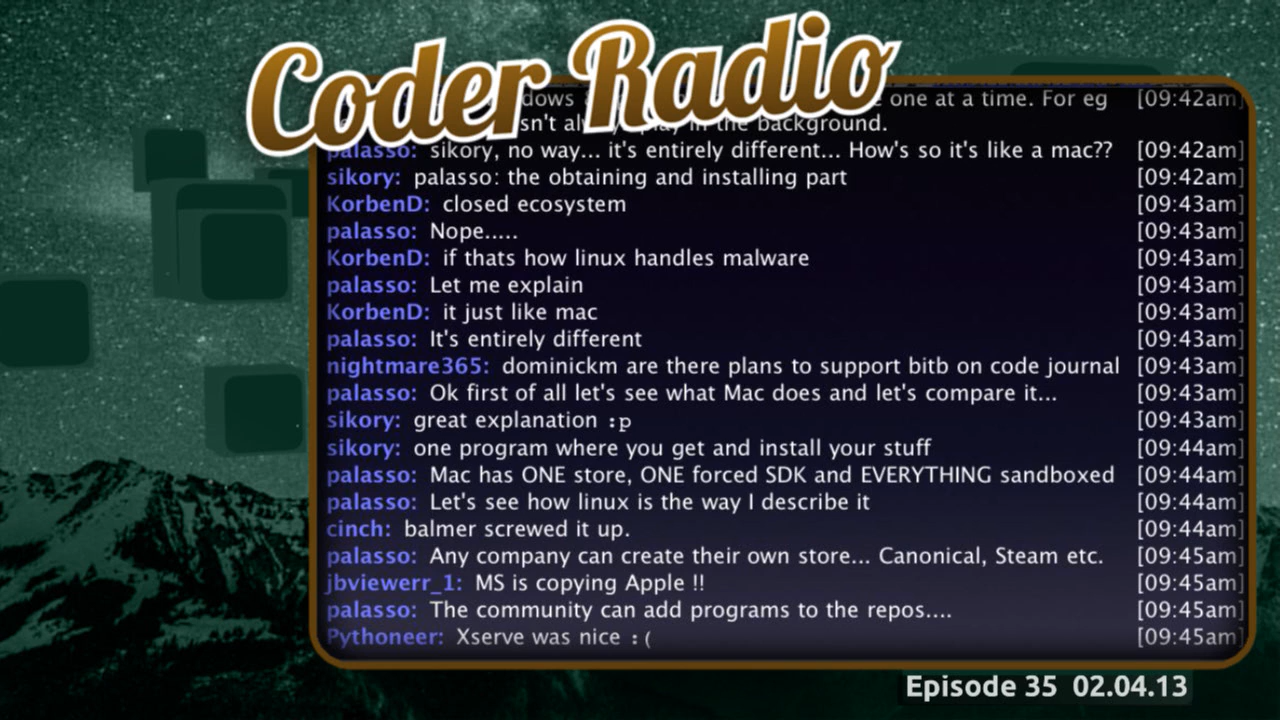 Coder Radio
one at a time. For eg [09:42am]
in the background.
palasso: sikory, no way... it's entirely different... How's so it's like a mac?? [09:42am]
sikory: palasso: the obtaining and installing part [09:42am]
KorbenD: closed ecosystem [09:43am]
palasso: Nope..... [09:43am]
KorbenD: if thats how linux handles malware [09:43am]
palasso: Let me explain [09:43am]
KorbenD: it just like mac [09:43am]
palasso: It's entirely different [09:43am]
nightmare365: dominickm are there plans to support bitb on code journal [09:43am]
palasso: Ok first of all let's see what Mac does and let's compare it... [09:43am]
sikory: great explanation :p [09:43am]
sikory: one program where you get and install your stuff [09:44am]
palasso: Mac has ONE store, ONE forced SDK and EVERYTHING sandboxed [09:44am]
palasso: Let's see how linux is the way I describe it [09:44am]
cinch: balmer screwed it up. [09:44am]
palasso: Any company can create their own store... Canonical, Steam etc. [09:45am]
jbviewerr_1: MS is copying Apple !! [09:45am]
palasso: The community can add programs to the repos.... [09:45am]
Pythoneer: Xserve was nice :( [09:45am]
Episode 35 02.04.13